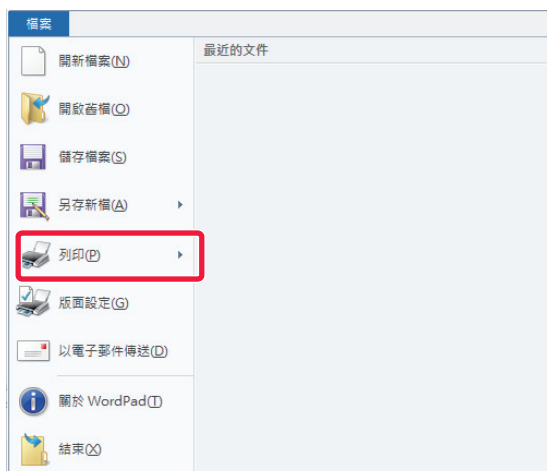 檔案
最近的文件
開新檔案(N)
開啟舊檔(O)
儲存檔案(S)
另存新檔(A)
列印(P)
版面設定(G)
以電子郵件傳送(D)
關於 WordPad(T)
結束(X)